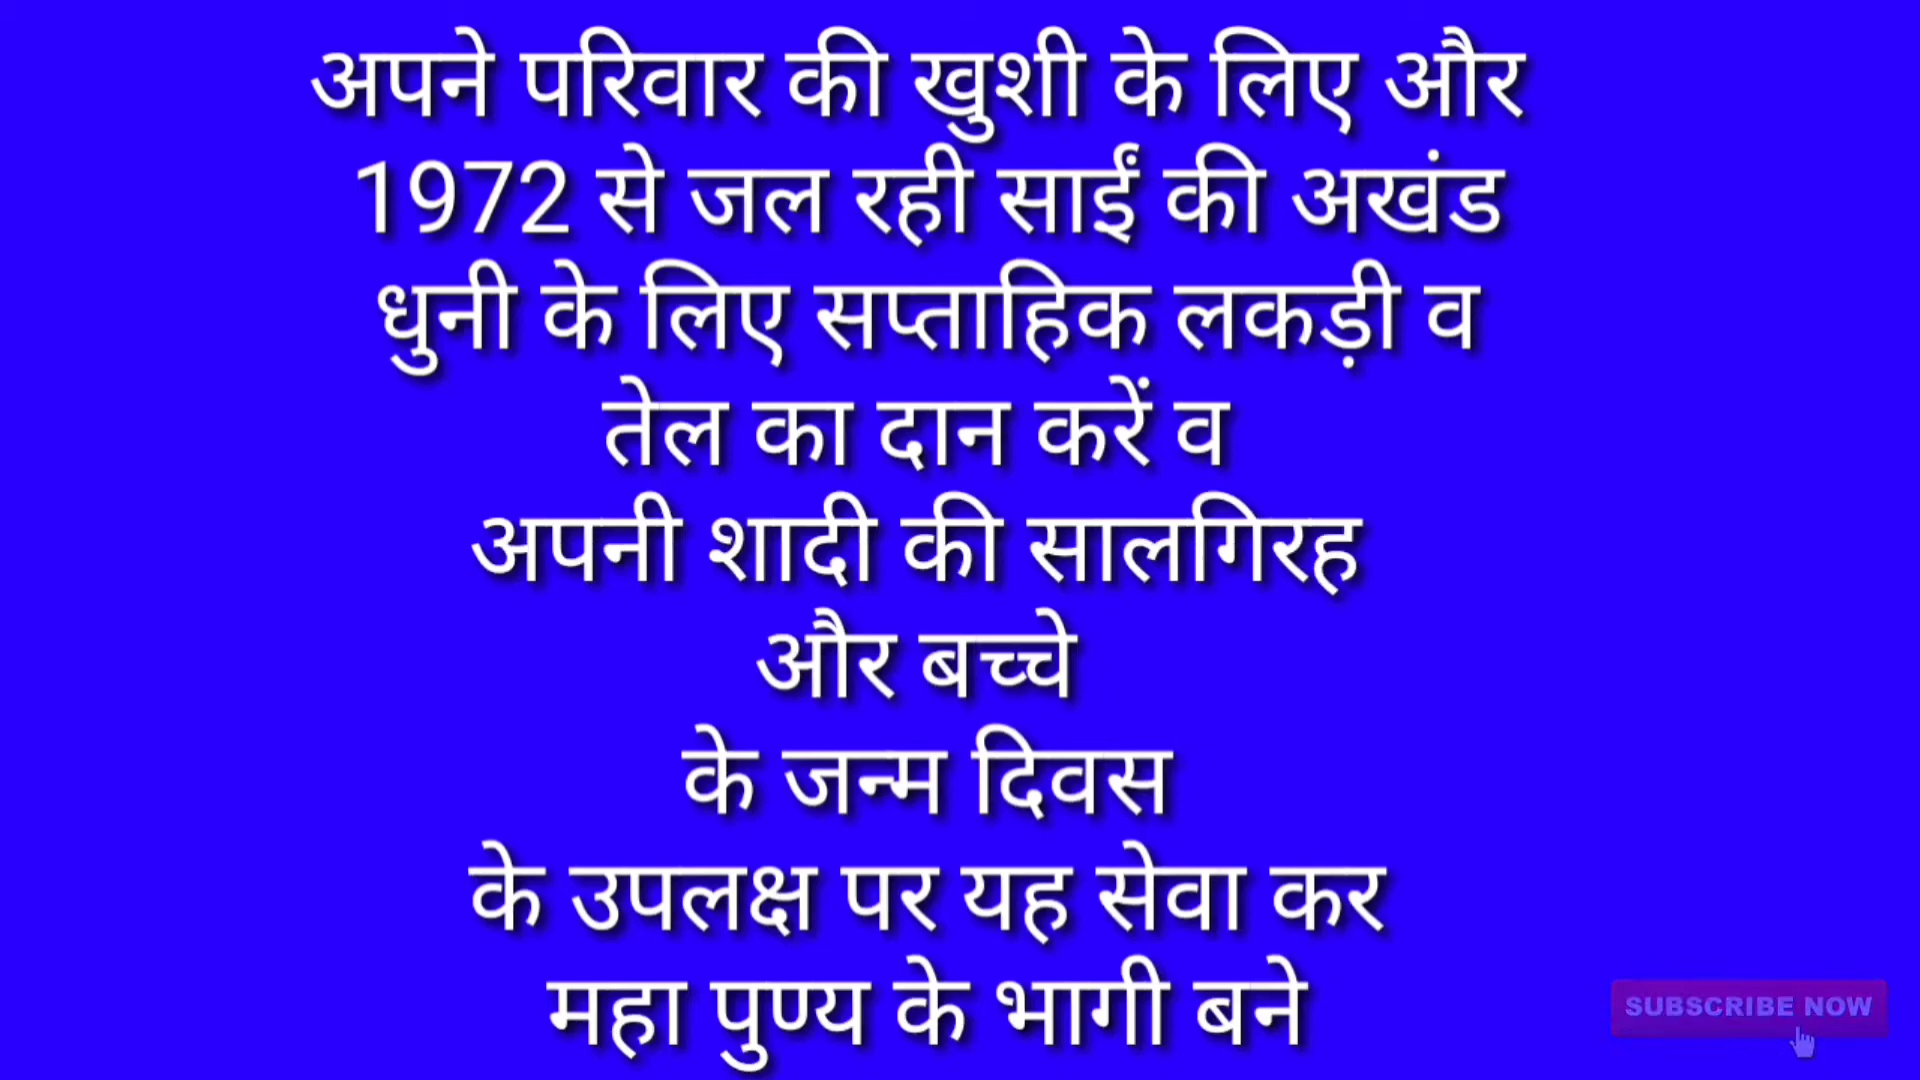 अपने परिवार की खुशी के लिए और
1972 से जल रही साईं की अखंड
धुनी के लिए सप्ताहिक लकड़ी व
तेल का दान करें व
अपनी शादी की सालगिरह
और बच्चे
के जन्म दिवस
के उपलक्ष पर यह सेवा कर
महा पुण्य के भागी बने
SUBSCRIBE NOW